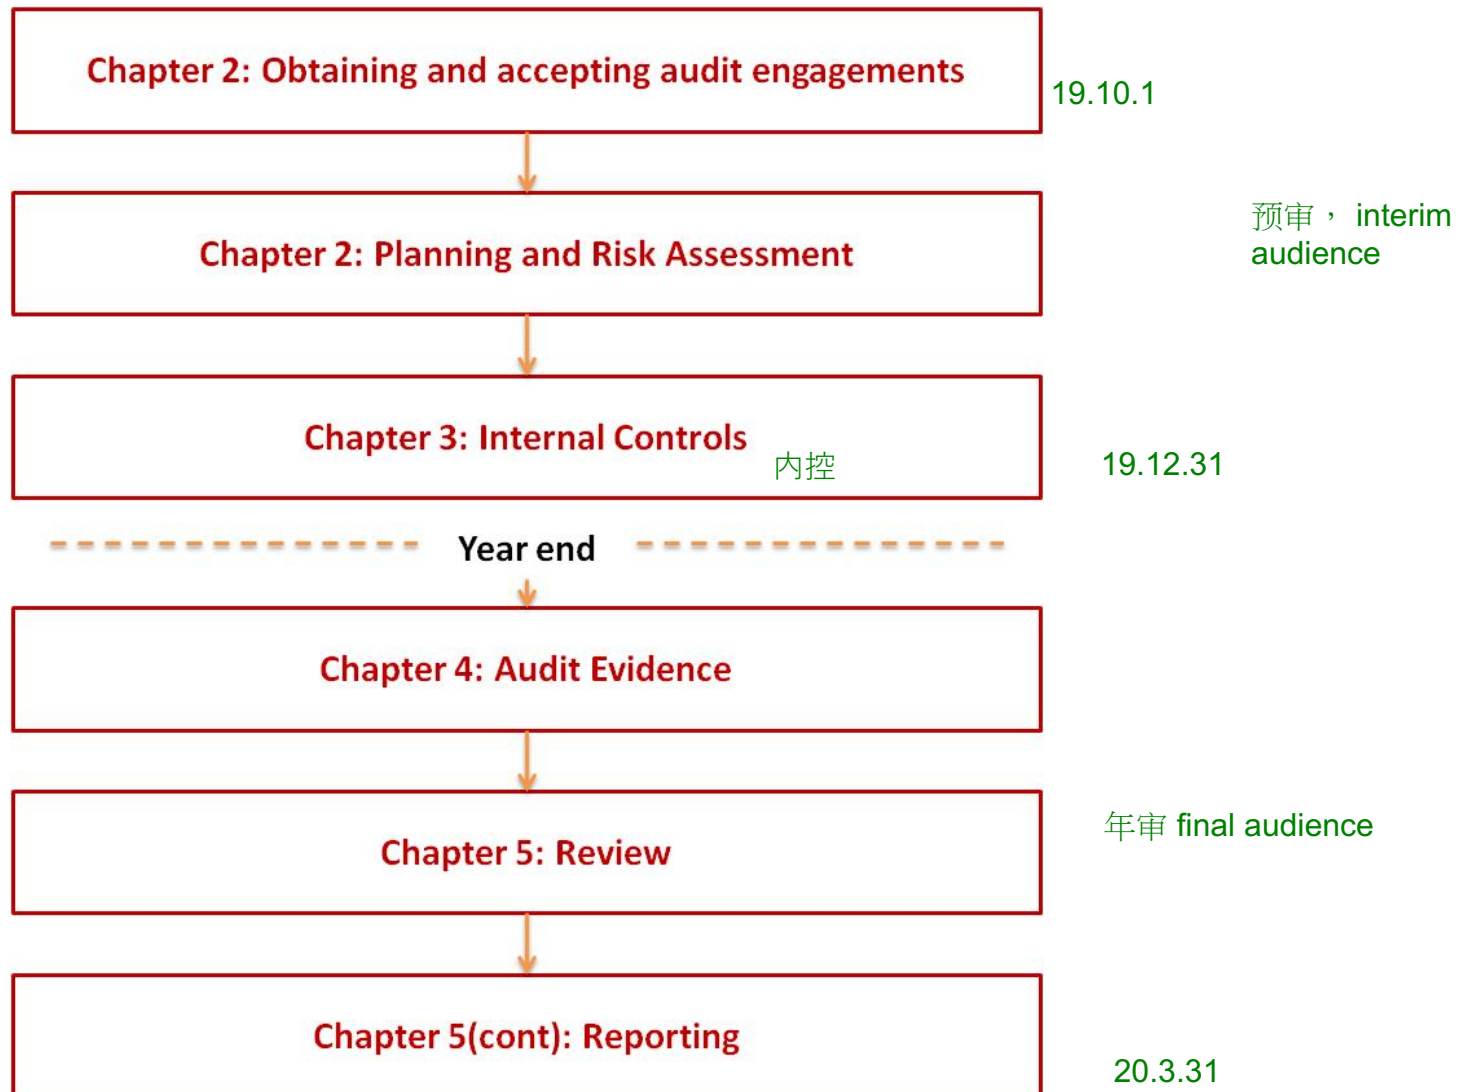 Chapter 2: Obtaining and accepting audit engagements
19.10.1
Chapter 2: Planning and Risk Assessment
预审， interim
audience
Chapter 3: Internal Controls
内控
19.12.31
Year end
Chapter 4: Audit Evidence
Chapter 5: Review
年审 final audience
Chapter 5(cont): Reporting
20.3.31